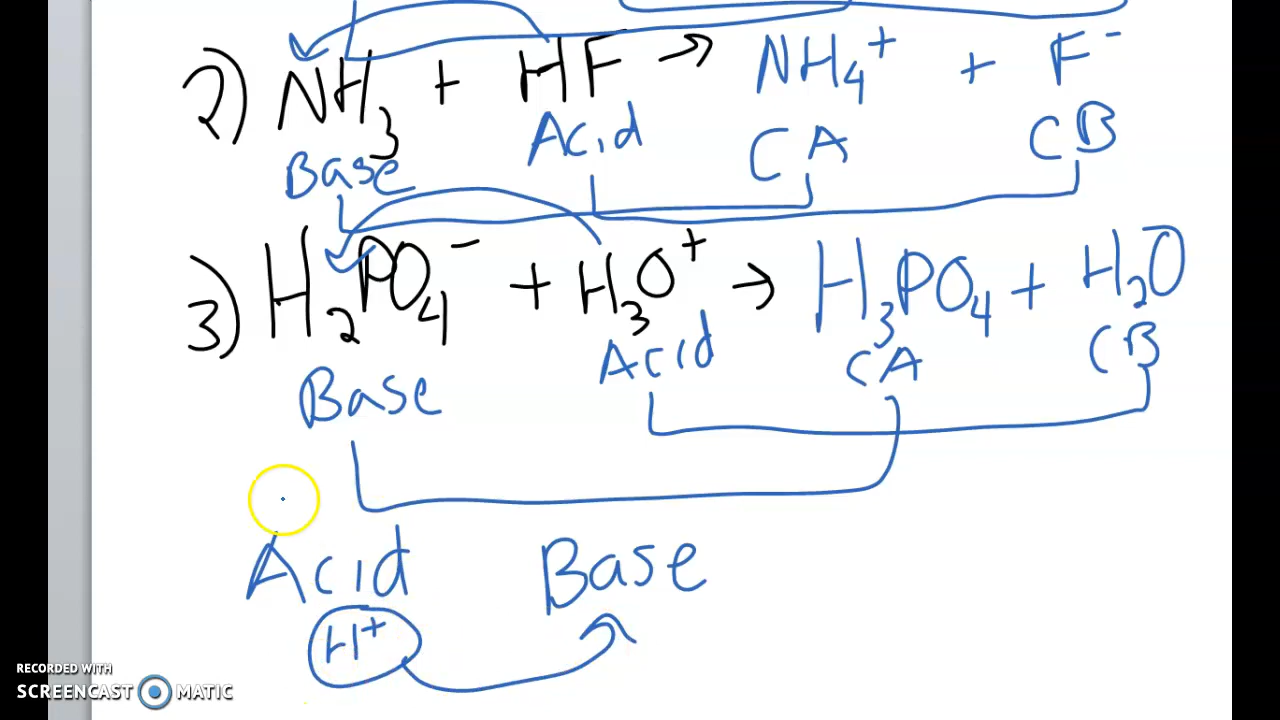 2) NH₃ + HF → NH₄⁺ + F⁻
Base Acid CA CB
3) H₂PO₄⁻ + H₃O⁺ → H₃PO₄ + H₂O
Base Acid CA CB
Acid Base
H⁺
RECORDED WITH
SCREENCAST MATIC